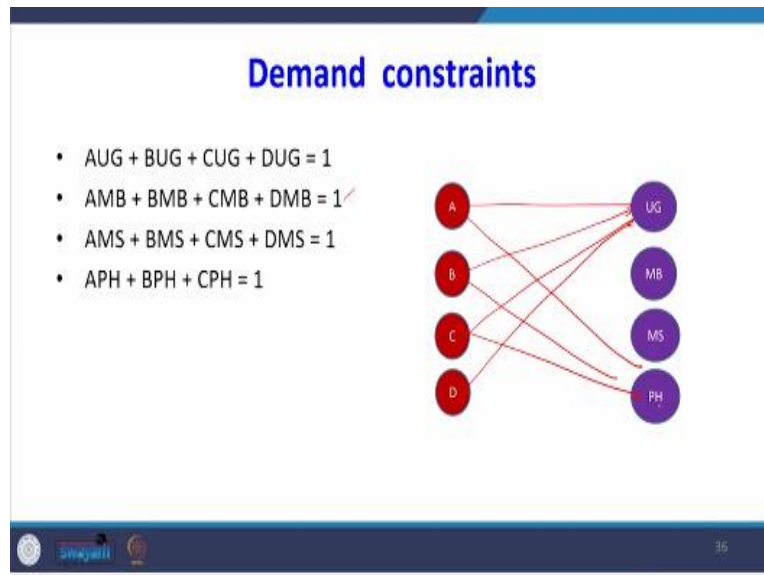 Demand constraints
• AUG + BUG + CUG + DUG = 1
• AMB + BMB + CMB + DMB = 1
• AMS + BMS + CMS + DMS = 1
• APH + BPH + CPH = 1
A
UG
B
MB
C
MS
D
PH
swayam
36